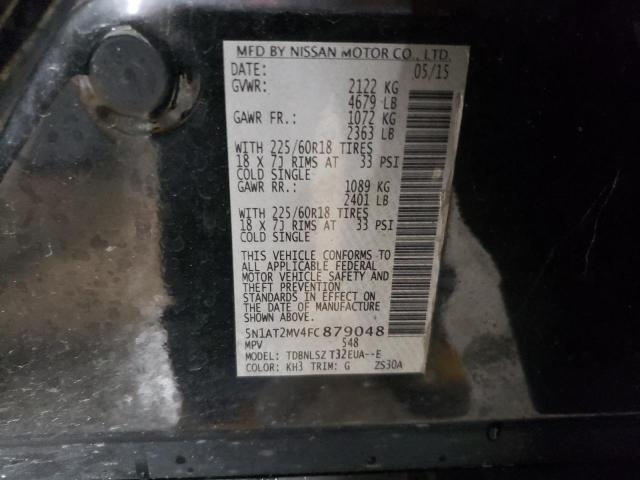 MFD BY NISSAN MOTOR CO., LTD.
DATE: 05/15
GVWR: 2122 KG
4679 LB
GAWR FR.: 1072 KG
2363 LB
WITH 225/60R18 TIRES
18 X 7J RIMS AT 33 PSI
COLD SINGLE
GAWR RR.: 1089 KG
2401 LB
WITH 225/60R18 TIRES
18 X 7J RIMS AT 33 PSI
COLD SINGLE
THIS VEHICLE CONFORMS TO
ALL APPLICABLE FEDERAL
MOTOR VEHICLE SAFETY AND
THEFT PREVENTION
STANDARDS IN EFFECT ON
THE DATE OF MANUFACTURE
SHOWN ABOVE.
5N1AT2MV4FC879048
MPV 548
MODEL: TDBNLSZ T32EUA--E
COLOR: KH3 TRIM: G ZS30A